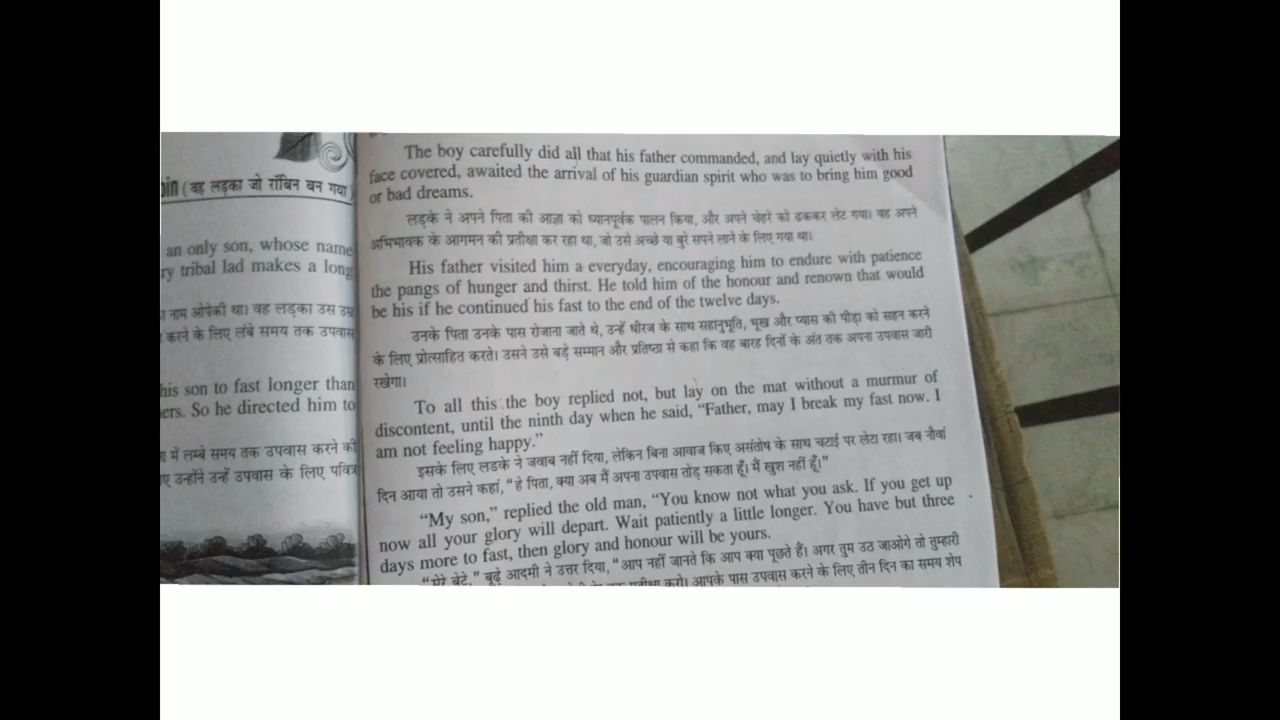 bin (वह लड़का जो रॉबिन बन गया)
an only son, whose name
ry tribal lad makes a long
नाम ओपेकी था। वह लड़का उस उम्र
करने के लिए लंबे समय तक उपवास
his son to fast longer than
ers. So he directed him to
में लम्बे समय तक उपवास करने की
उन्होंने उन्हें उपवास के लिए पवित्र
The boy carefully did all that his father commanded, and lay quietly with his
face covered, awaited the arrival of his guardian spirit who was to bring him good
or bad dreams.
लड़के ने अपने पिता की आज्ञा को ध्यानपूर्वक पालन किया, और अपने चेहरे को ढककर लेट गया। वह अपने
अभिभावक के आगमन की प्रतीक्षा कर रहा था, जो उसे अच्छे या बुरे सपने लाने के लिए गया था।
His father visited him a everyday, encouraging him to endure with patience
the pangs of hunger and thirst. He told him of the honour and renown that would
be his if he continued his fast to the end of the twelve days.
उनके पिता उनके पास रोजाना जाते थे, उन्हें धीरज के साथ सहानुभूति, भूख और प्यास की पीड़ा को सहन करने
के लिए प्रोत्साहित करते। उसने उसे बड़े सम्मान और प्रतिष्ठा से कहा कि वह बारह दिनों के अंत तक अपना उपवास जारी
रखेगा।
To all this the boy replied not, but lay on the mat without a murmur of
discontent, until the ninth day when he said, “Father, may I break my fast now. I
am not feeling happy.”
इसके लिए लडके ने जवाब नहीं दिया, लेकिन बिना आवाज किए असंतोष के साथ चटाई पर लेटा रहा। जब नौवां
दिन आया तो उसने कहां, “हे पिता, क्या अब मैं अपना उपवास तोड़ सकता हूँ। मैं खुश नहीं हूँ।”
“My son,” replied the old man, “You know not what you ask. If you get up
now all your glory will depart. Wait patiently a little longer. You have but three
days more to fast, then glory and honour will be yours.
“मेरे बेटे,” बूढ़े आदमी ने उत्तर दिया, “आप नहीं जानते कि आप क्या पूछते हैं। अगर तुम उठ जाओगे तो तुम्हारी
प्रतीक्षा करो। आपके पास उपवास करने के लिए तीन दिन का समय शेष